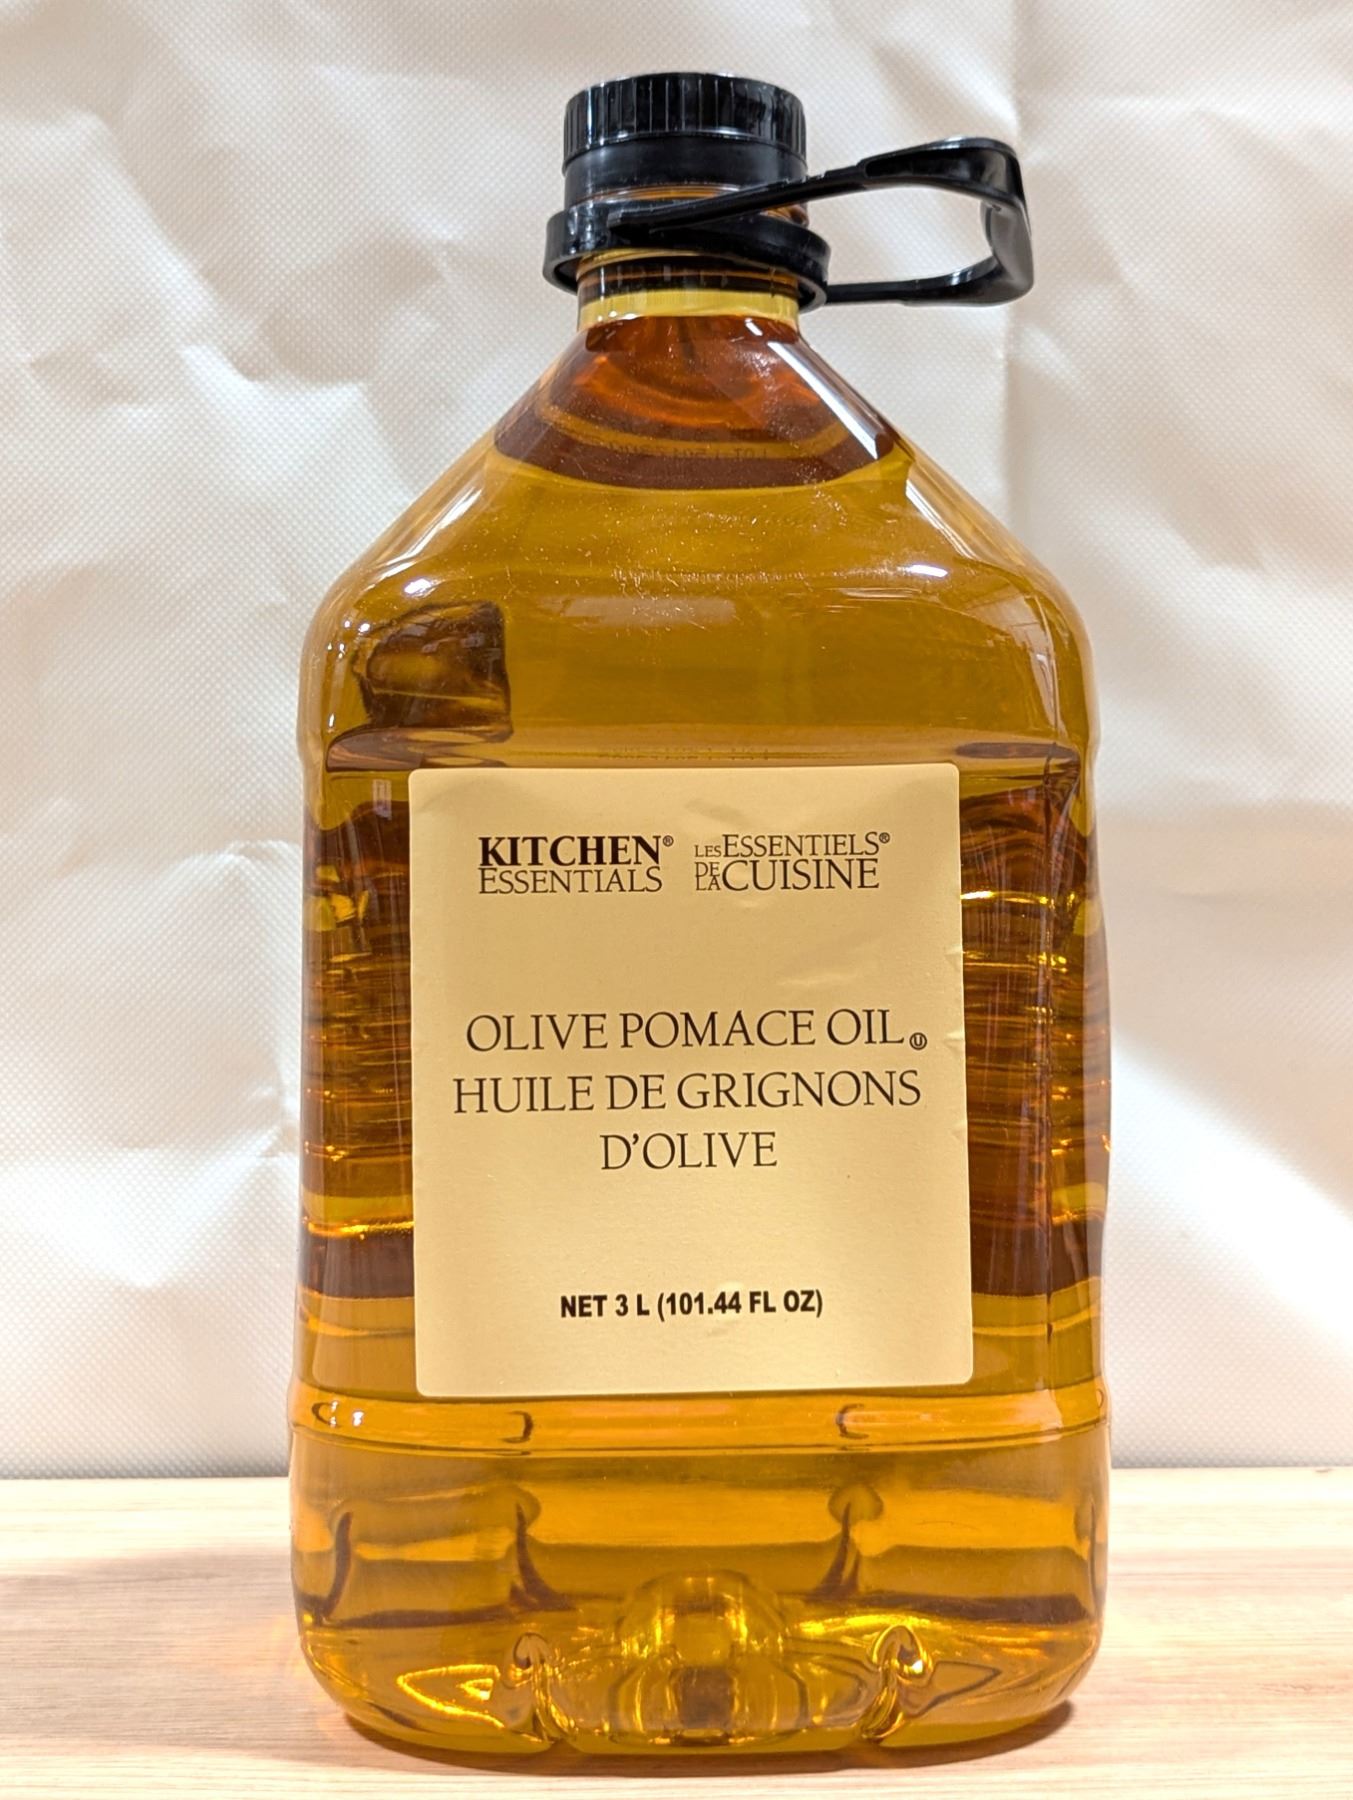 KITCHEN®
ESSENTIALS
LES ESSENTIELS®
DE LA CUISINE
OLIVE POMACE OIL Ⓤ
HUILE DE GRIGNONS
D'OLIVE
NET 3 L (101.44 FL OZ)